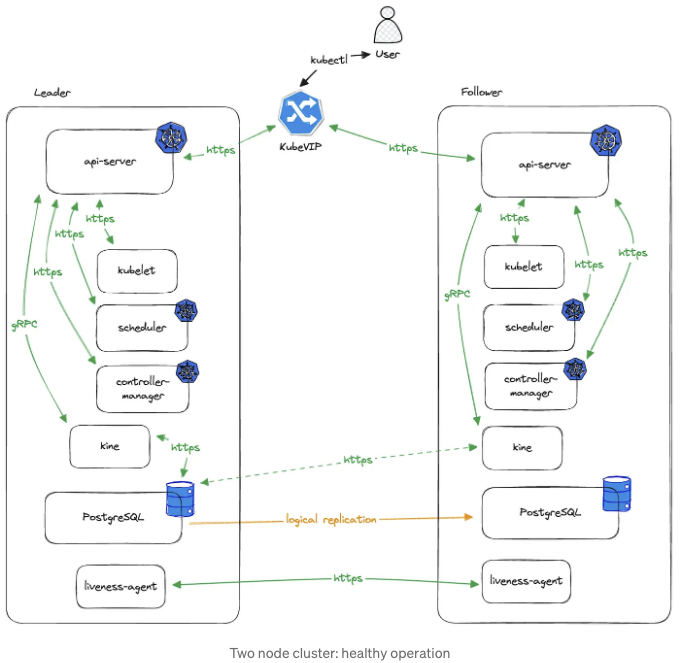 User
kubectl
Leader
Follower
KubeVIP
https
https
api-server
api-server
https
https
https
https
https
https
kubelet
kubelet
gRPC
gRPC
scheduler
scheduler
controller-
manager
controller-
manager
kine
https
https
kine
PostgreSQL
logical replication
PostgreSQL
liveness-agent
https
liveness-agent
Two node cluster: healthy operation